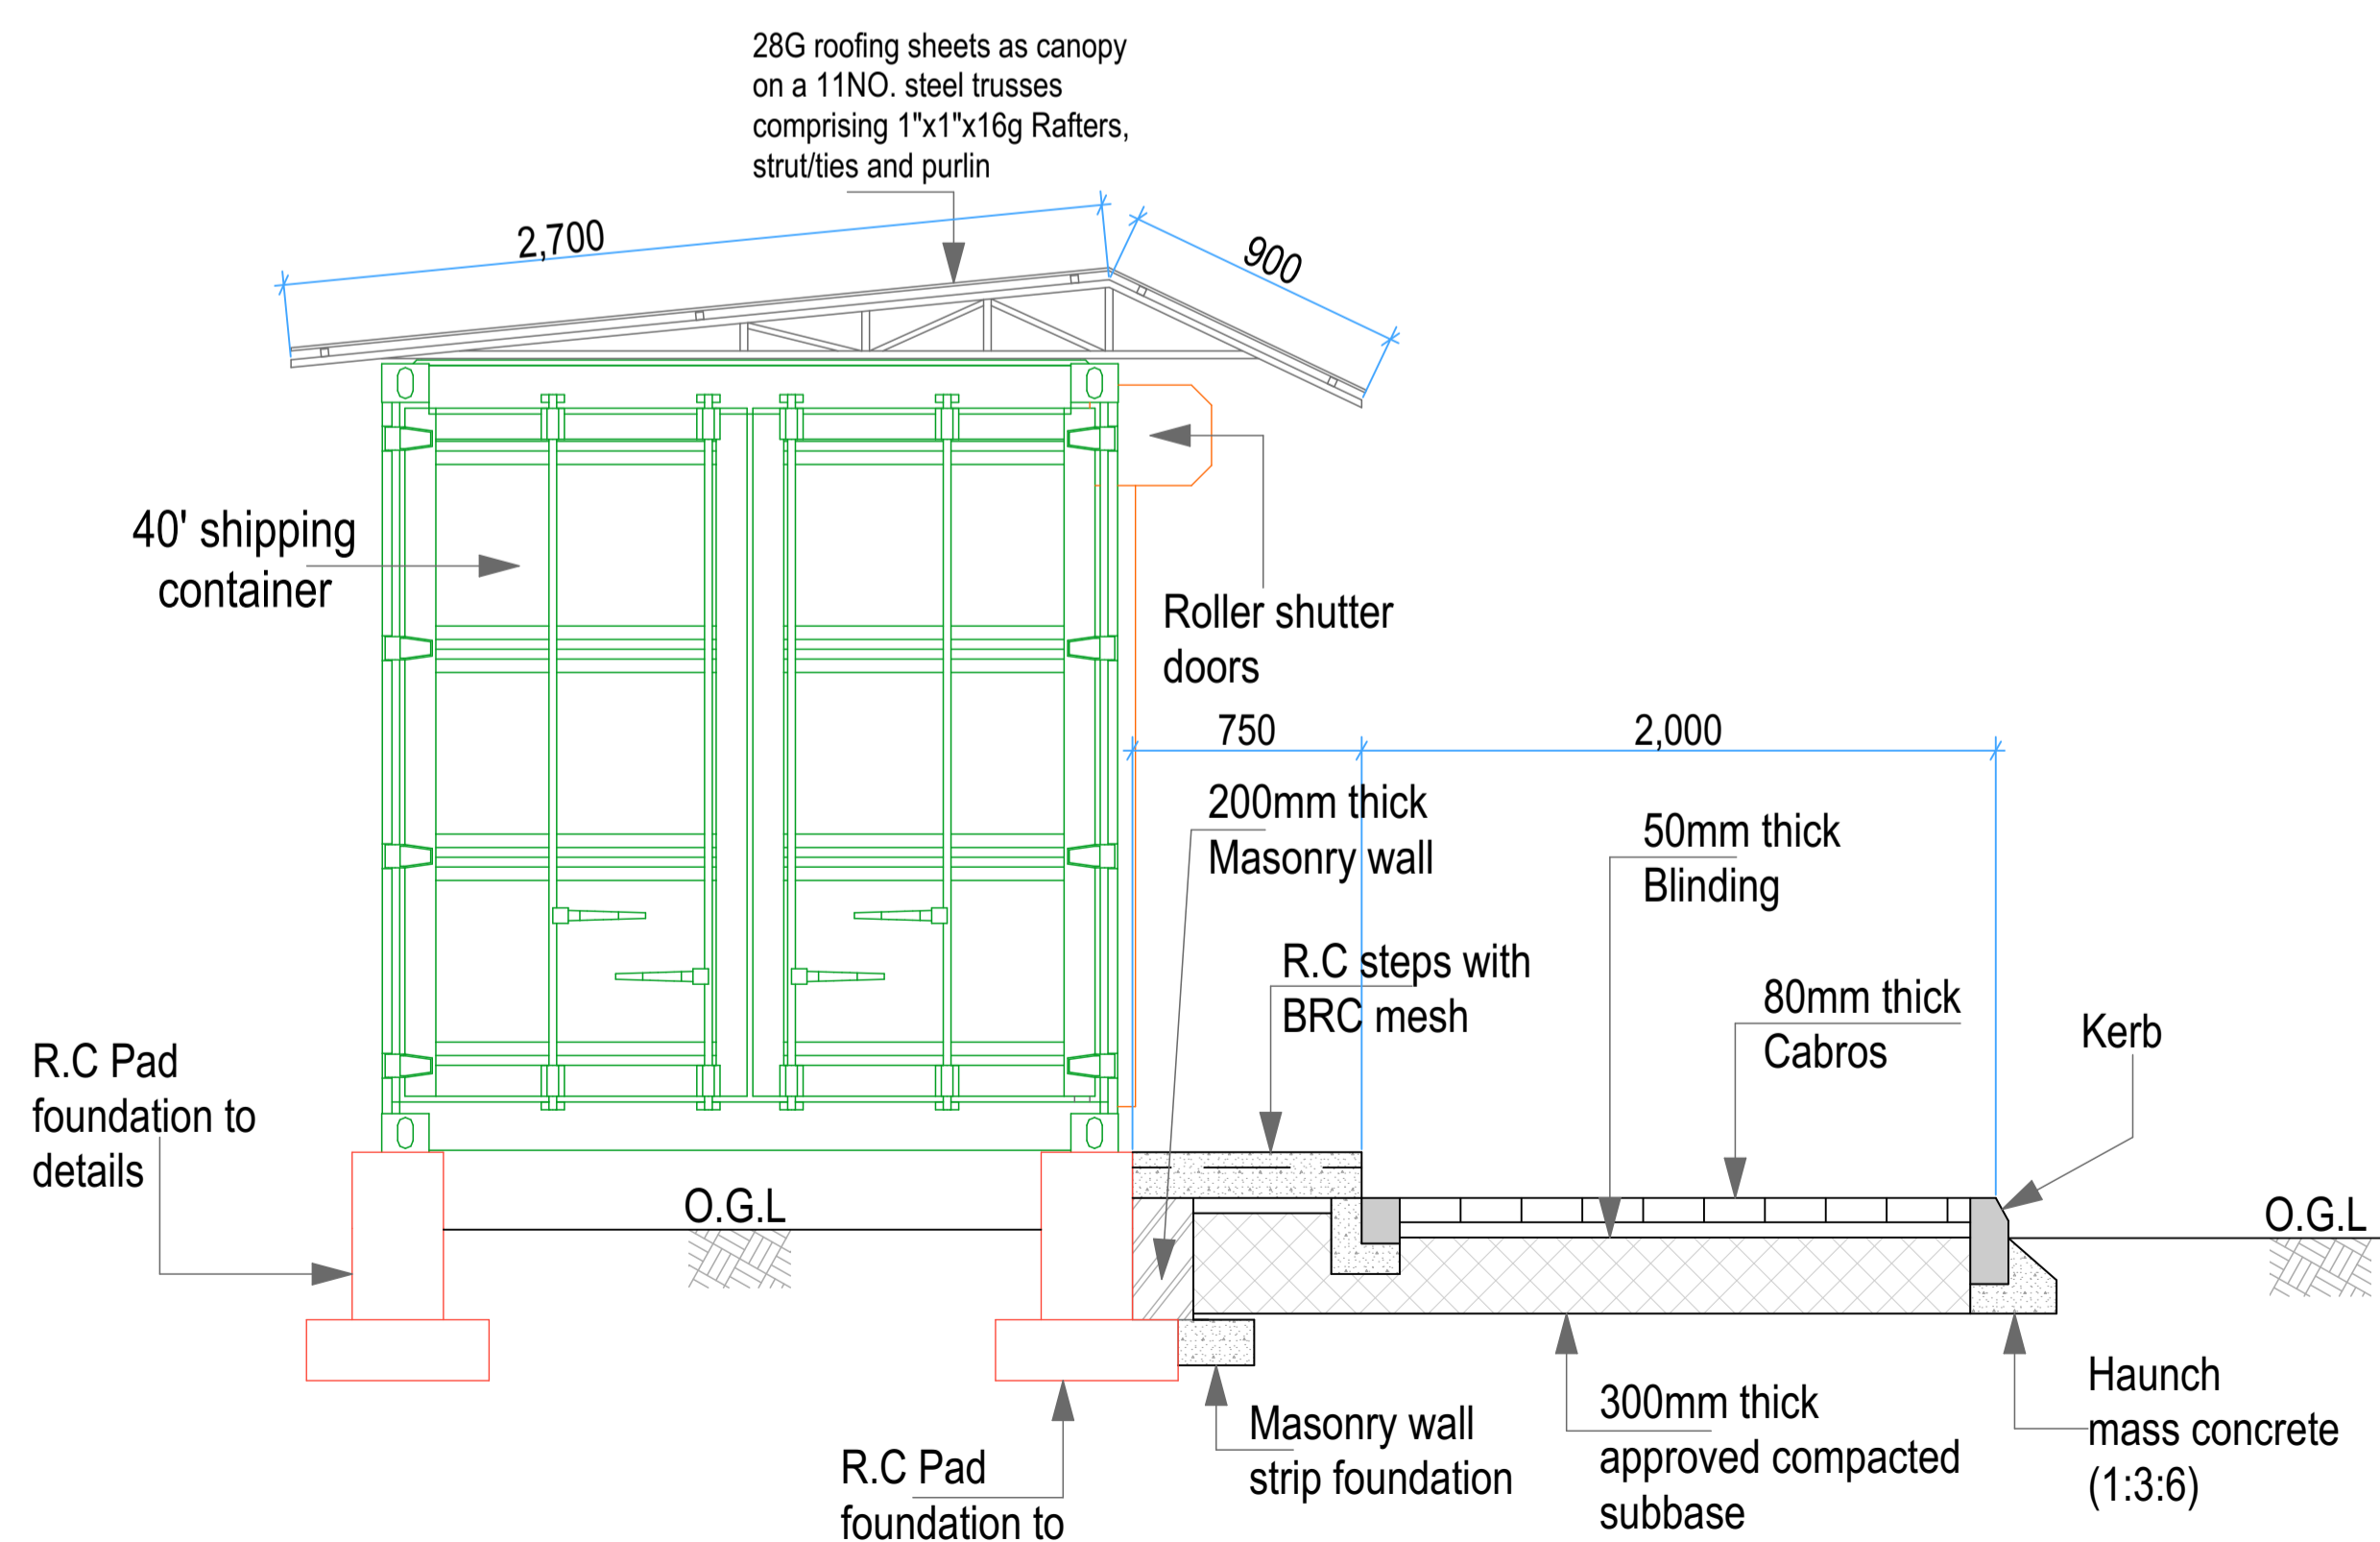 28G roofing sheets as canopy
on a 11NO. steel trusses
comprising 1"x1"x16g Rafters,
strut/ties and purlin
2,700
900
40' shipping
container
Roller shutter
doors
750
2,000
200mm thick
Masonry wall
50mm thick
Blinding
R.C steps with
BRC mesh
80mm thick
Cabros
Kerb
R.C Pad
foundation to
details
O.G.L
O.G.L
Haunch
mass concrete
(1:3:6)
300mm thick
approved compacted
subbase
Masonry wall
strip foundation
R.C Pad
foundation to